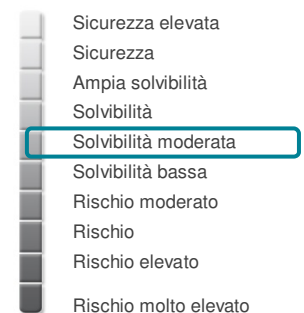 Sicurezza elevata
Sicurezza
Ampia solvibilità
Solvibilità
Solvibilità moderata
Solvibilità bassa
Rischio moderato
Rischio
Rischio elevato
Rischio molto elevato